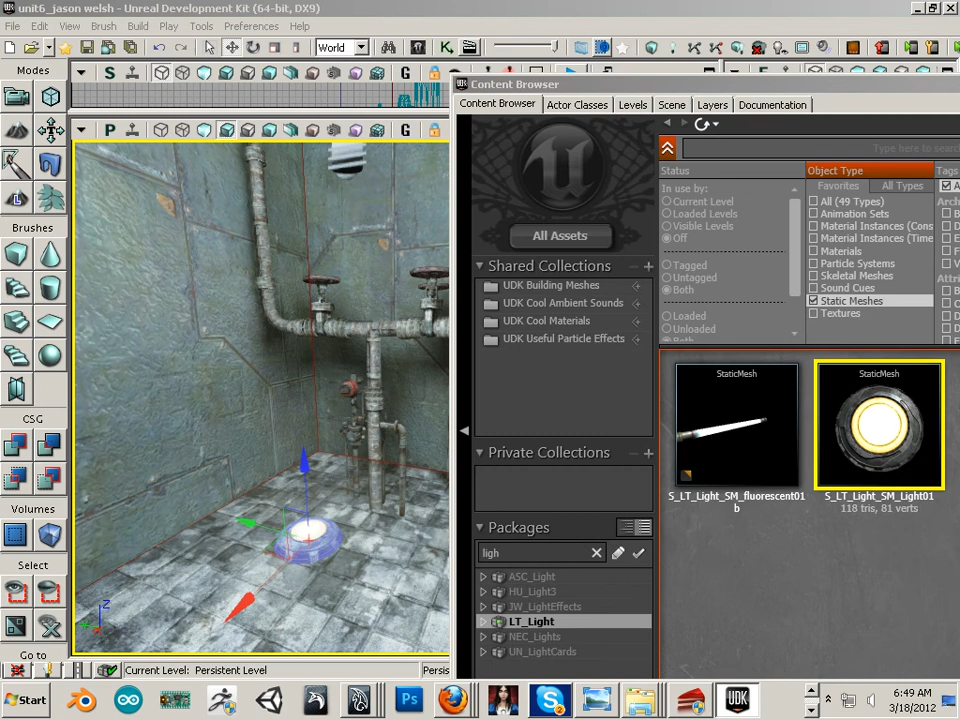 unit6_jason welsh - Unreal Development Kit (64-bit, DX9)
File Edit View Brush Build Play Tools Preferences Help
World
Modes
S
G
P
G
Brushes
CSG
Volumes
Select
Go to
Content Browser
Content Browser Actor Classes Levels Scene Layers Documentation
All Assets
Shared Collections
UDK Building Meshes
UDK Cool Ambient Sounds
UDK Cool Materials
UDK Useful Particle Effects
Private Collections
Packages
ligh
ASC_Light
HU_Light3
JW_LightEffects
LT_Light
NEC_Lights
UN_LightCards
Type here to search
Status
In use by:
Current Level
Loaded Levels
Visible Levels
Off
Tagged
Untagged
Both
Loaded
Unloaded
Both
Object Type
Favorites All Types
All (49 Types)
Animation Sets
Material Instances (Cons
Material Instances (Time
Materials
Particle Systems
Skeletal Meshes
Sound Cues
Static Meshes
Textures
Tags
StaticMesh
S_LT_Light_SM_fluorescent01
b
StaticMesh
S_LT_Light_SM_Light01
118 tris, 81 verts
Z
Current Level: Persistent Level
Persis
Start
Ps
UDK
6:49 AM
3/18/2012